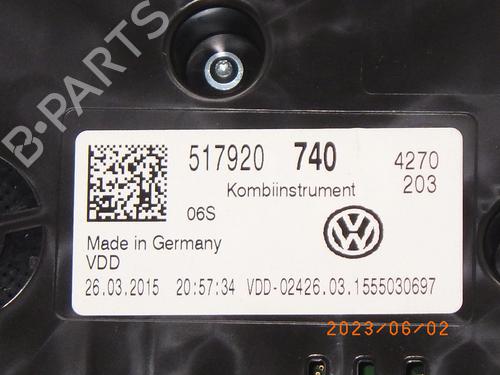 B-PARTS
517920 740 4270
Kombiinstrument 203
06S
Made in Germany
VDD
26.03.2015 20:57:34 VDD-02426.03.1555030697
2023/06/02